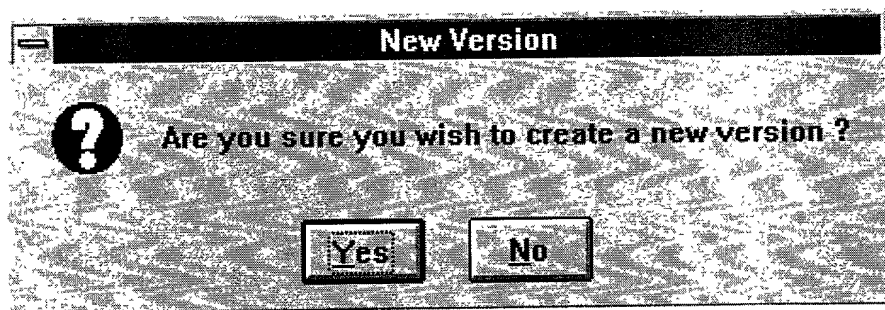 New Version
Are you sure you wish to create a new version ?
Yes
No